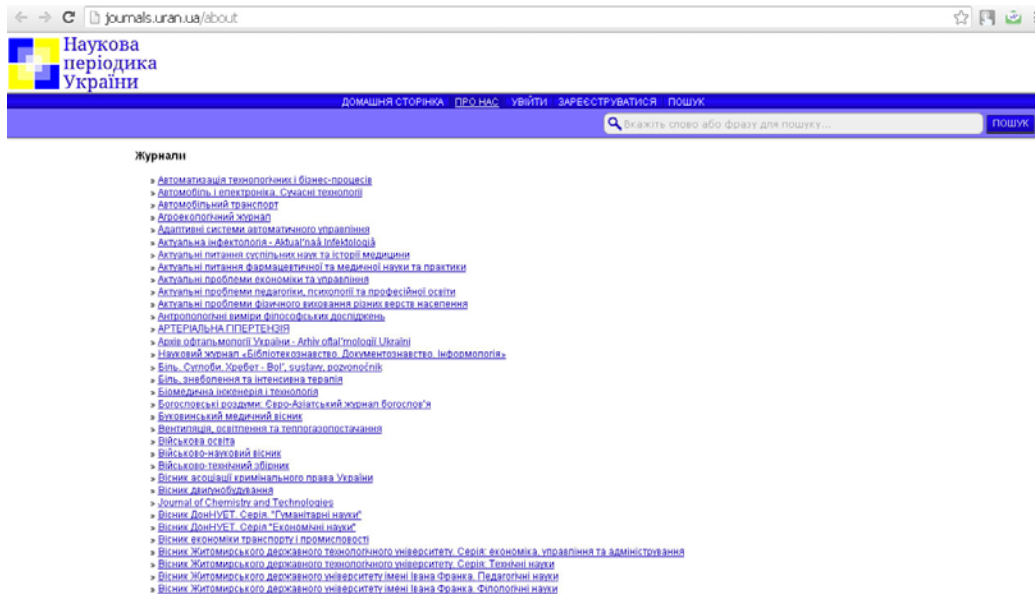 journals.uran.ua/about
Наукова
періодика
України
ДОМАШНЯ СТОРІНКА ПРО НАС УВІЙТИ ЗАРЕЄСТРУВАТИСЯ ПОШУК
Вкажіть слово або фразу для пошуку... ПОШУК
Журнали
» Автоматизація технологічних і бізнес-процесів
» Автомобіль і електроніка. Сучасні технології
» Автомобільний транспорт
» Агроекологічний журнал
» Адаптивні системи автоматичного управління
» Актуальна інфектологія - Aktual'naâ Infektologiâ
» Актуальні питання суспільних наук та історії медицини
» Актуальні питання фармацевтичної та медичної науки та практики
» Актуальні проблеми економіки та управління
» Актуальні проблеми педагогіки, психології та професійної освіти
» Актуальні проблеми фізичного виховання різних верств населення
» Антропологічні виміри філософських досліджень
» АРТЕРІАЛЬНА ГІПЕРТЕНЗІЯ
» Архів офтальмології України - Arhiv oftal'mologii Ukraini
» Науковий журнал «Бібліотекознавство. Документознавство. Інформологія»
» Біль. Суглоби. Хребет - Bol', sustavy, pozvonočnik
» Біль, знеболення та інтенсивна терапія
» Біомедична інженерія і технологія
» Богословські роздуми: Євро-Азіатський журнал богослов'я
» Буковинський медичний вісник
» Вентиляція, освітлення та теплогазопостачання
» Військова освіта
» Військово-науковий вісник
» Військово-технічний збірник
» Вісник асоціації кримінального права України
» Вісник двигунобудування
» Journal of Chemistry and Technologies
» Вісник ДонНУЕТ. Серія. "Гуманітарні науки"
» Вісник ДонНУЕТ. Серія "Економічні науки"
» Вісник економіки транспорту і промисловості
» Вісник Житомирського державного технологічного університету. Серія: економіка, управління та адміністрування
» Вісник Житомирського державного технологічного університету. Серія: Технічні науки
» Вісник Житомирського державного університету імені Івана Франка. Педагогічні науки
» Вісник Житомирського державного університету імені Івана Франка. Філологічні науки